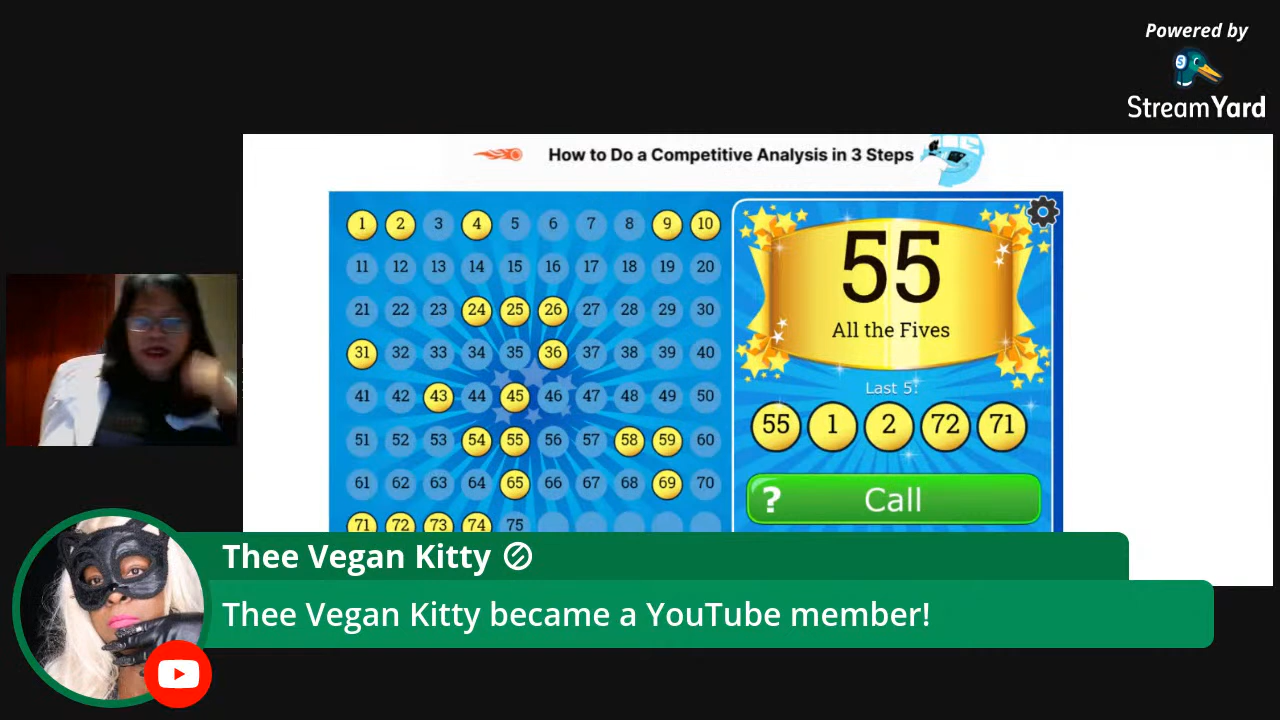 Powered by
StreamYard
How to Do a Competitive Analysis in 3 Steps
1 2 3 4 5 6 7 8 9 10
11 12 13 14 15 16 17 18 19 20
21 22 23 24 25 26 27 28 29 30
31 32 33 34 35 36 37 38 39 40
41 42 43 44 45 46 47 48 49 50
51 52 53 54 55 56 57 58 59 60
61 62 63 64 65 66 67 68 69 70
71 72 73 74 75
55
All the Fives
Last 5:
55 1 2 72 71
? Call
Thee Vegan Kitty
Thee Vegan Kitty became a YouTube member!